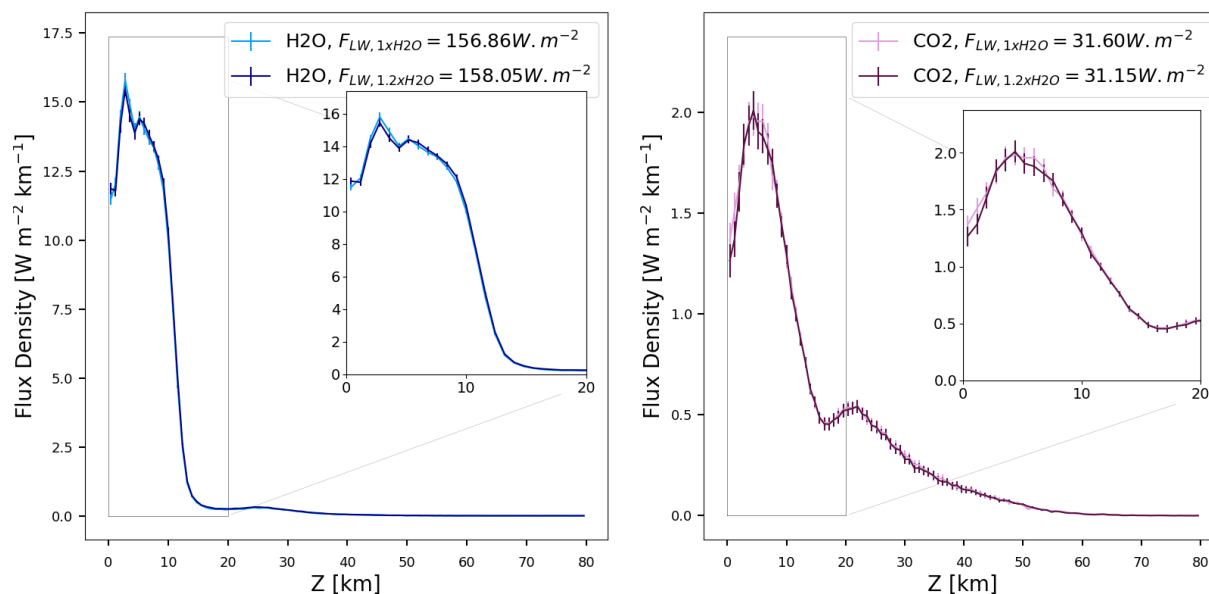 H2O, F_{LW, 1xH2O} = 156.86W.m^{-2}
H2O, F_{LW, 1.2xH2O} = 158.05W.m^{-2}
Flux Density [W m^{-2} km^{-1}]
17.5
15.0
12.5
10.0
7.5
5.0
2.5
0.0
16
14
12
10
8
6
4
2
0
0 10 20
0 10 20 30 40 50 60 70 80
Z [km]
CO2, F_{LW, 1xH2O} = 31.60W.m^{-2}
CO2, F_{LW, 1.2xH2O} = 31.15W.m^{-2}
Flux Density [W m^{-2} km^{-1}]
2.0
1.5
1.0
0.5
0.0
2.0
1.5
1.0
0.5
0.0
0 10 20
0 10 20 30 40 50 60 70 80
Z [km]